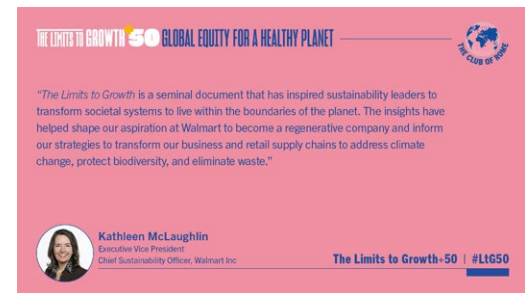 THE LIMITS TO GROWTH+50 GLOBAL EQUITY FOR A HEALTHY PLANET
THE CLUB OF ROME
“The Limits to Growth is a seminal document that has inspired sustainability leaders to
transform societal systems to live within the boundaries of the planet. The insights have
helped shape our aspiration at Walmart to become a regenerative company and inform
our strategies to transform our business and retail supply chains to address climate
change, protect biodiversity, and eliminate waste.”
Kathleen McLaughlin
Executive Vice President
Chief Sustainability Officer, Walmart Inc
The Limits to Growth+50 | #LtG50